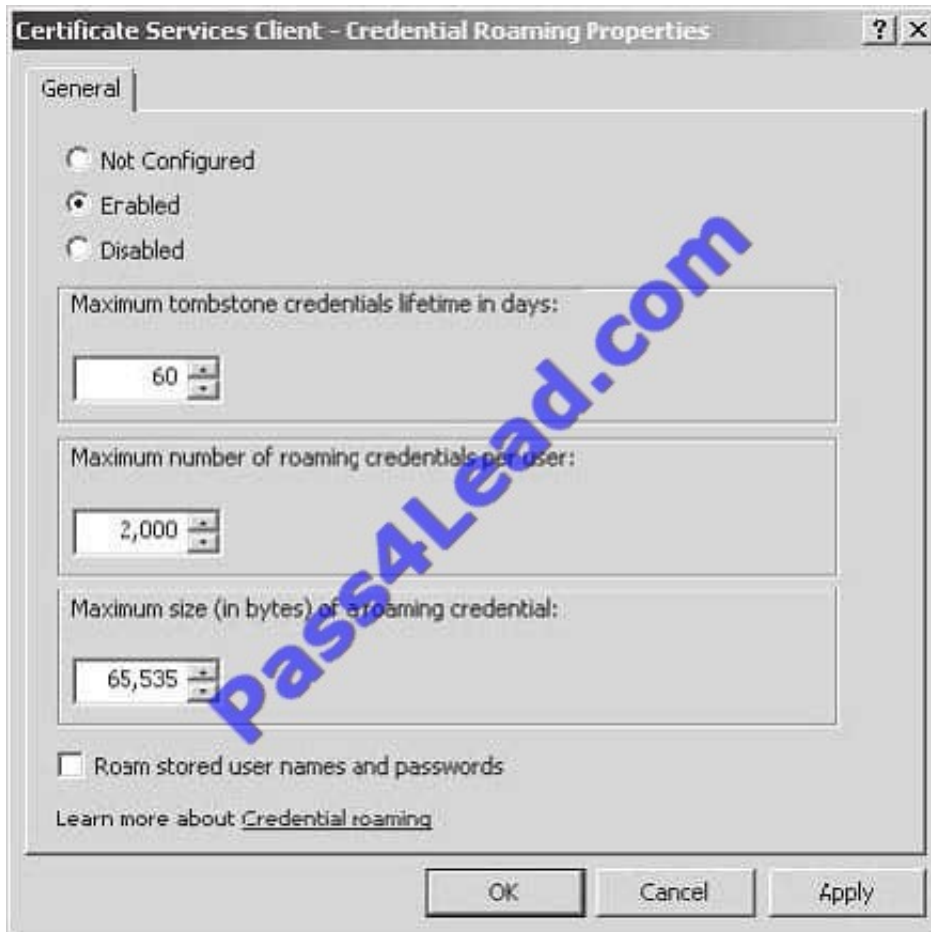 Certificate Services Client - Credential Roaming Properties
General
Not Configured
Enabled
Disabled
Maximum tombstone credentials lifetime in days:
60
Maximum number of roaming credentials per user:
2,000
Maximum size (in bytes) of a roaming credential:
65,535
Roam stored user names and passwords
Learn more about Credential roaming
OK Cancel Apply
Pass4Lead.com